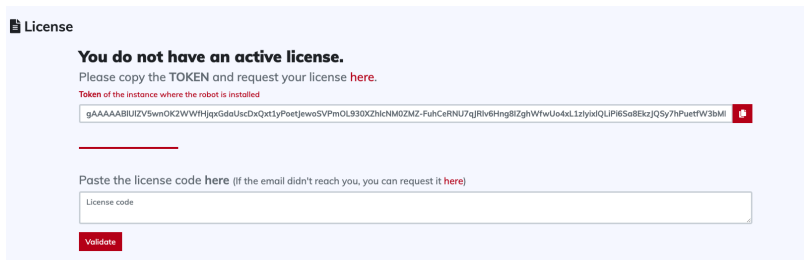 License
You do not have an active license.
Please copy the TOKEN and request your license here.
Token of the instance where the robot is installed
gAAAAABIUIZV5wnOK2WWfHjqxGdaUscDxQxt1yPoetJewoSVPmOL930XZhlcNM0ZMZ-FuhCeRNU7qJRlv6Hng8IZghWfwUo4xL1zIyixIQLiPi6Sa8EkzJQSy7hPuetfW3bMl
Paste the license code here (If the email didn't reach you, you can request it here)
License code
Validate